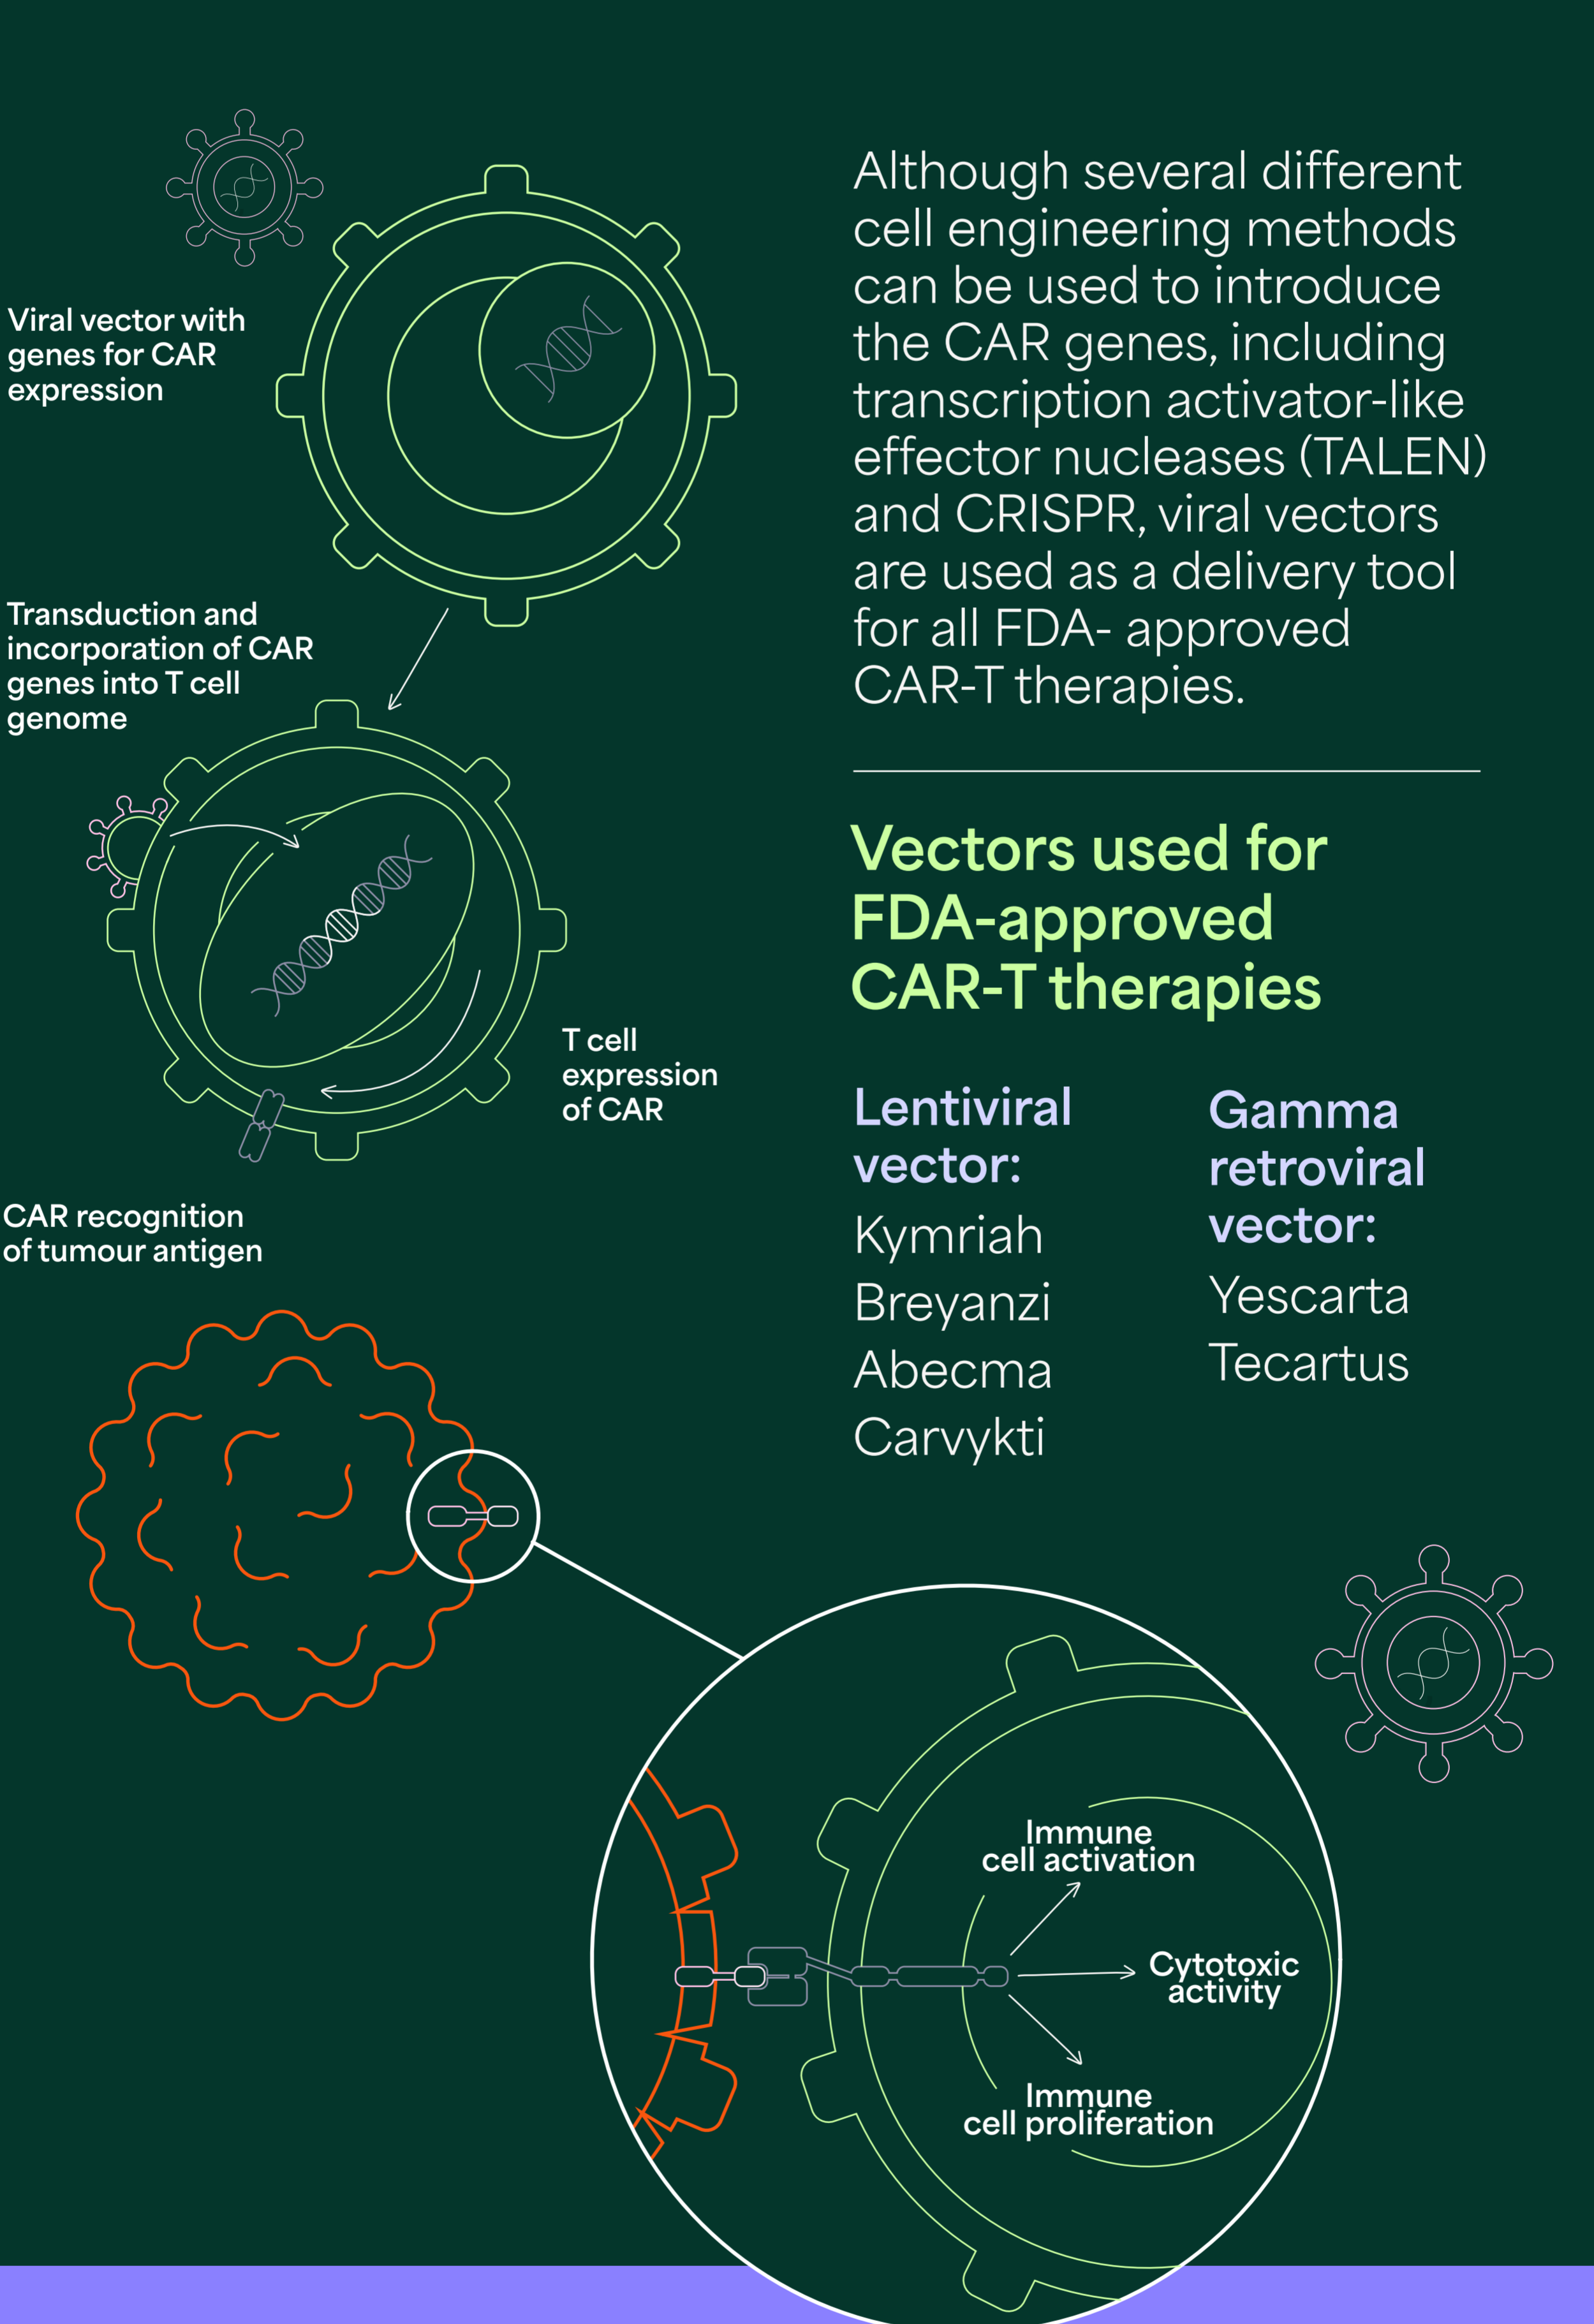 Viral vector with
genes for CAR
expression
Transduction and
incorporation of CAR
genes into T cell
genome
T cell
expression
of CAR
CAR recognition
of tumour antigen
Although several different
cell engineering methods
can be used to introduce
the CAR genes, including
transcription activator-like
effector nucleases (TALEN)
and CRISPR, viral vectors
are used as a delivery tool
for all FDA- approved
CAR-T therapies.
Vectors used for
FDA-approved
CAR-T therapies
Lentiviral
vector:
Kymriah
Breyanzi
Abecma
Carvykti
Gamma
retroviral
vector:
Yescarta
Tecartus
Immune
cell activation
Cytotoxic
activity
Immune
cell proliferation